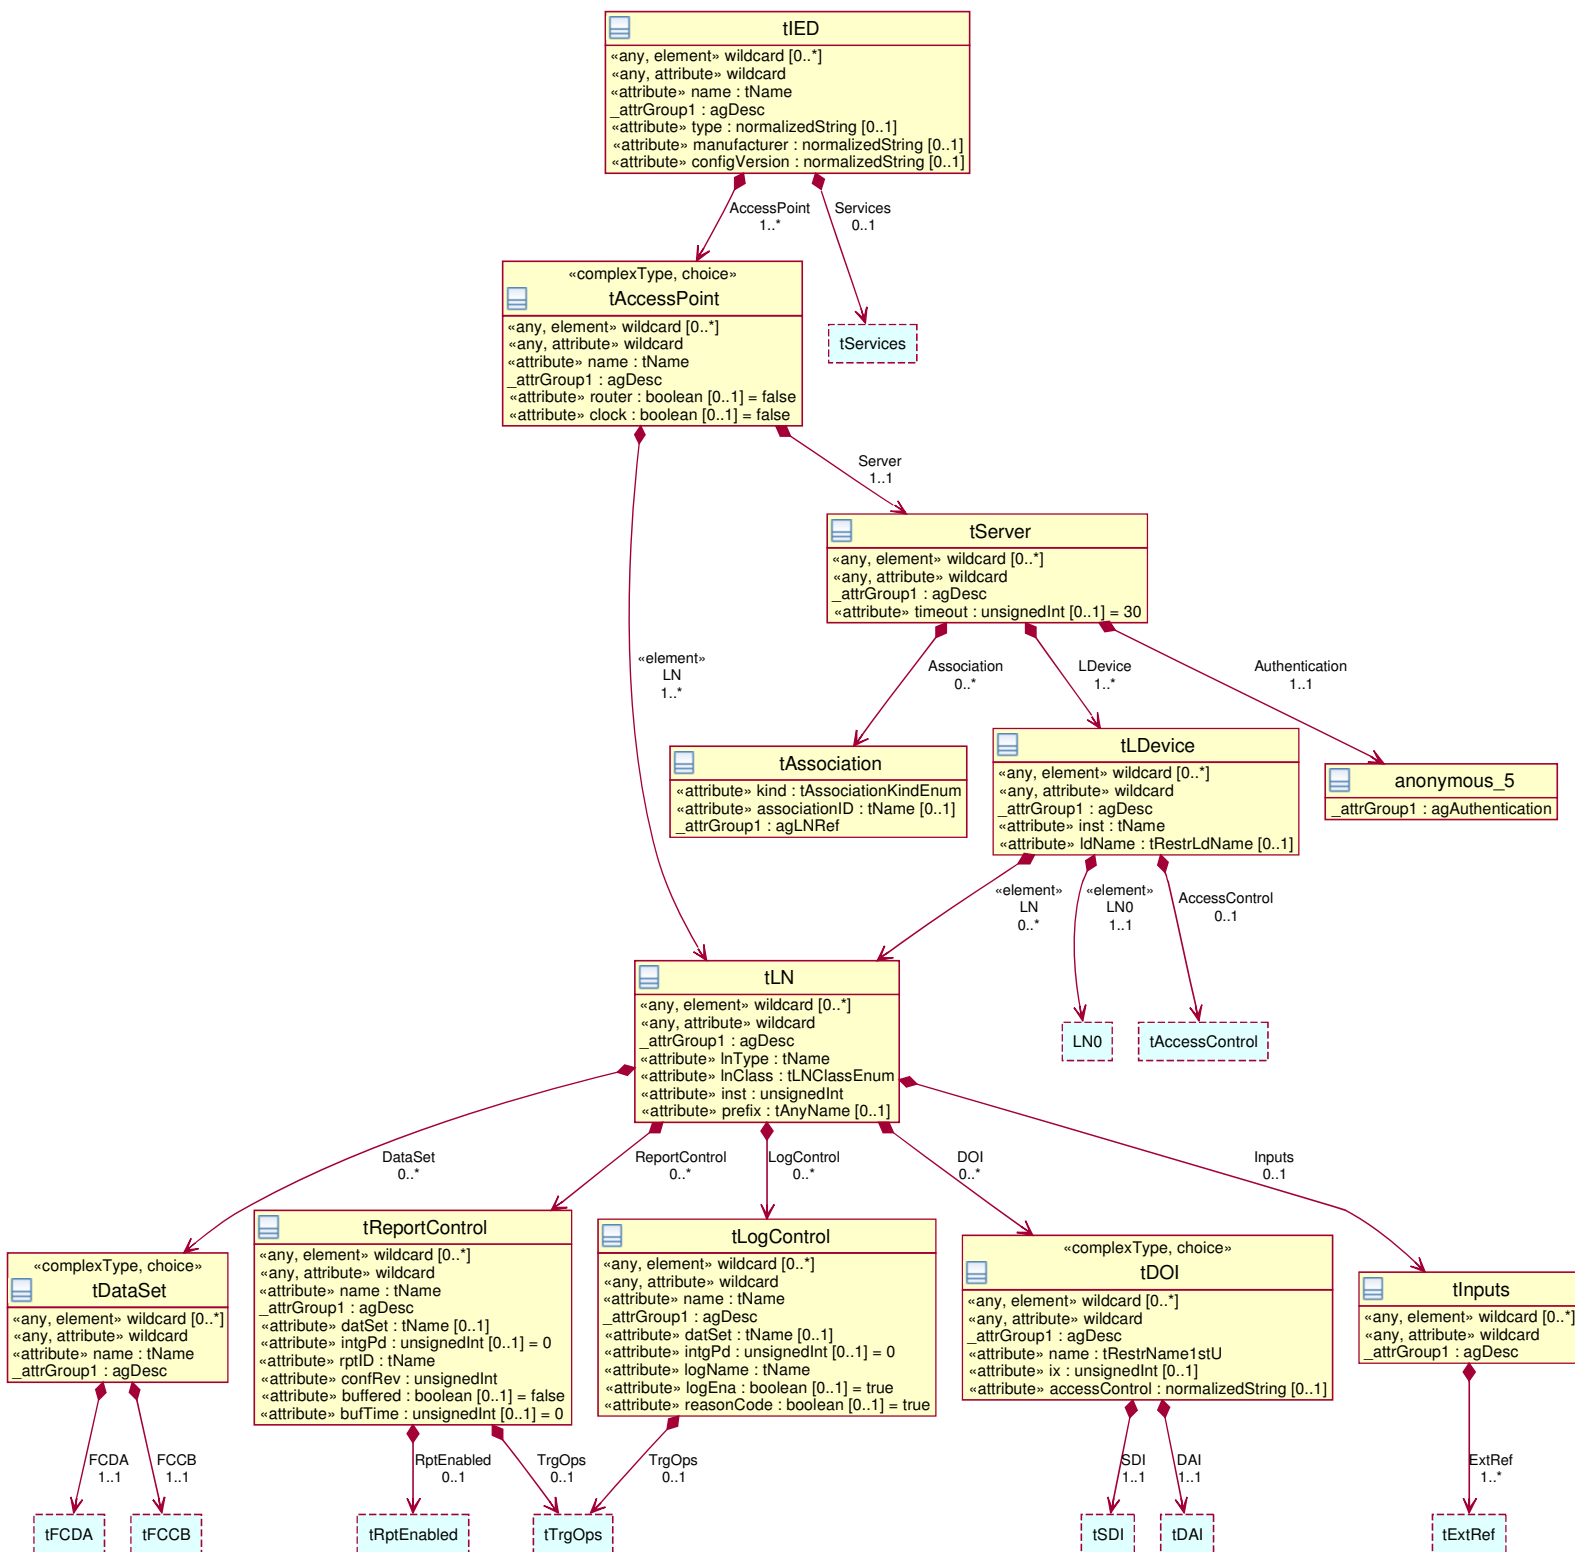 tIED
«any, element» wildcard [0..*]
«any, attribute» wildcard
«attribute» name : tName
_attrGroup1 : agDesc
«attribute» type : normalizedString [0..1]
«attribute» manufacturer : normalizedString [0..1]
«attribute» configVersion : normalizedString [0..1]
AccessPoint
1..*
Services
0..1
«complexType, choice»
tAccessPoint
«any, element» wildcard [0..*]
«any, attribute» wildcard
«attribute» name : tName
_attrGroup1 : agDesc
«attribute» router : boolean [0..1] = false
«attribute» clock : boolean [0..1] = false
tServices
Server
1..1
tServer
«any, element» wildcard [0..*]
«any, attribute» wildcard
_attrGroup1 : agDesc
«attribute» timeout : unsignedInt [0..1] = 30
«element»
LN
1..*
Association
0..*
LDevice
1..*
Authentication
1..1
tAssociation
«attribute» kind : tAssociationKindEnum
«attribute» associationID : tName [0..1]
_attrGroup1 : agLNRef
tLDevice
«any, element» wildcard [0..*]
«any, attribute» wildcard
_attrGroup1 : agDesc
«attribute» inst : tName
«attribute» ldName : tRestrLdName [0..1]
anonymous_5
_attrGroup1 : agAuthentication
«element»
LN
0..*
«element»
LN0
1..1
AccessControl
0..1
tLN
«any, element» wildcard [0..*]
«any, attribute» wildcard
_attrGroup1 : agDesc
«attribute» lnType : tName
«attribute» lnClass : tLNClassEnum
«attribute» inst : unsignedInt
«attribute» prefix : tAnyName [0..1]
LN0
tAccessControl
DataSet
0..*
ReportControl
0..*
LogControl
0..*
DOI
0..*
Inputs
0..1
«complexType, choice»
tDataSet
«any, element» wildcard [0..*]
«any, attribute» wildcard
«attribute» name : tName
_attrGroup1 : agDesc
tReportControl
«any, element» wildcard [0..*]
«any, attribute» wildcard
«attribute» name : tName
_attrGroup1 : agDesc
«attribute» datSet : tName [0..1]
«attribute» intgPd : unsignedInt [0..1] = 0
«attribute» rptID : tName
«attribute» confRev : unsignedInt
«attribute» buffered : boolean [0..1] = false
«attribute» bufTime : unsignedInt [0..1] = 0
tLogControl
«any, element» wildcard [0..*]
«any, attribute» wildcard
«attribute» name : tName
_attrGroup1 : agDesc
«attribute» datSet : tName [0..1]
«attribute» intgPd : unsignedInt [0..1] = 0
«attribute» logName : tName
«attribute» logEna : boolean [0..1] = true
«attribute» reasonCode : boolean [0..1] = true
«complexType, choice»
tDOI
«any, element» wildcard [0..*]
«any, attribute» wildcard
_attrGroup1 : agDesc
«attribute» name : tRestrName1stU
«attribute» ix : unsignedInt [0..1]
«attribute» accessControl : normalizedString [0..1]
tInputs
«any, element» wildcard [0..*]
«any, attribute» wildcard
_attrGroup1 : agDesc
FCDA
1..1
FCCB
1..1
RptEnabled
0..1
TrgOps
0..1
TrgOps
0..1
SDI
1..1
DAI
1..1
ExtRef
1..*
tFCDA
tFCCB
tRptEnabled
tTrgOps
tSDI
tDAI
tExtRef